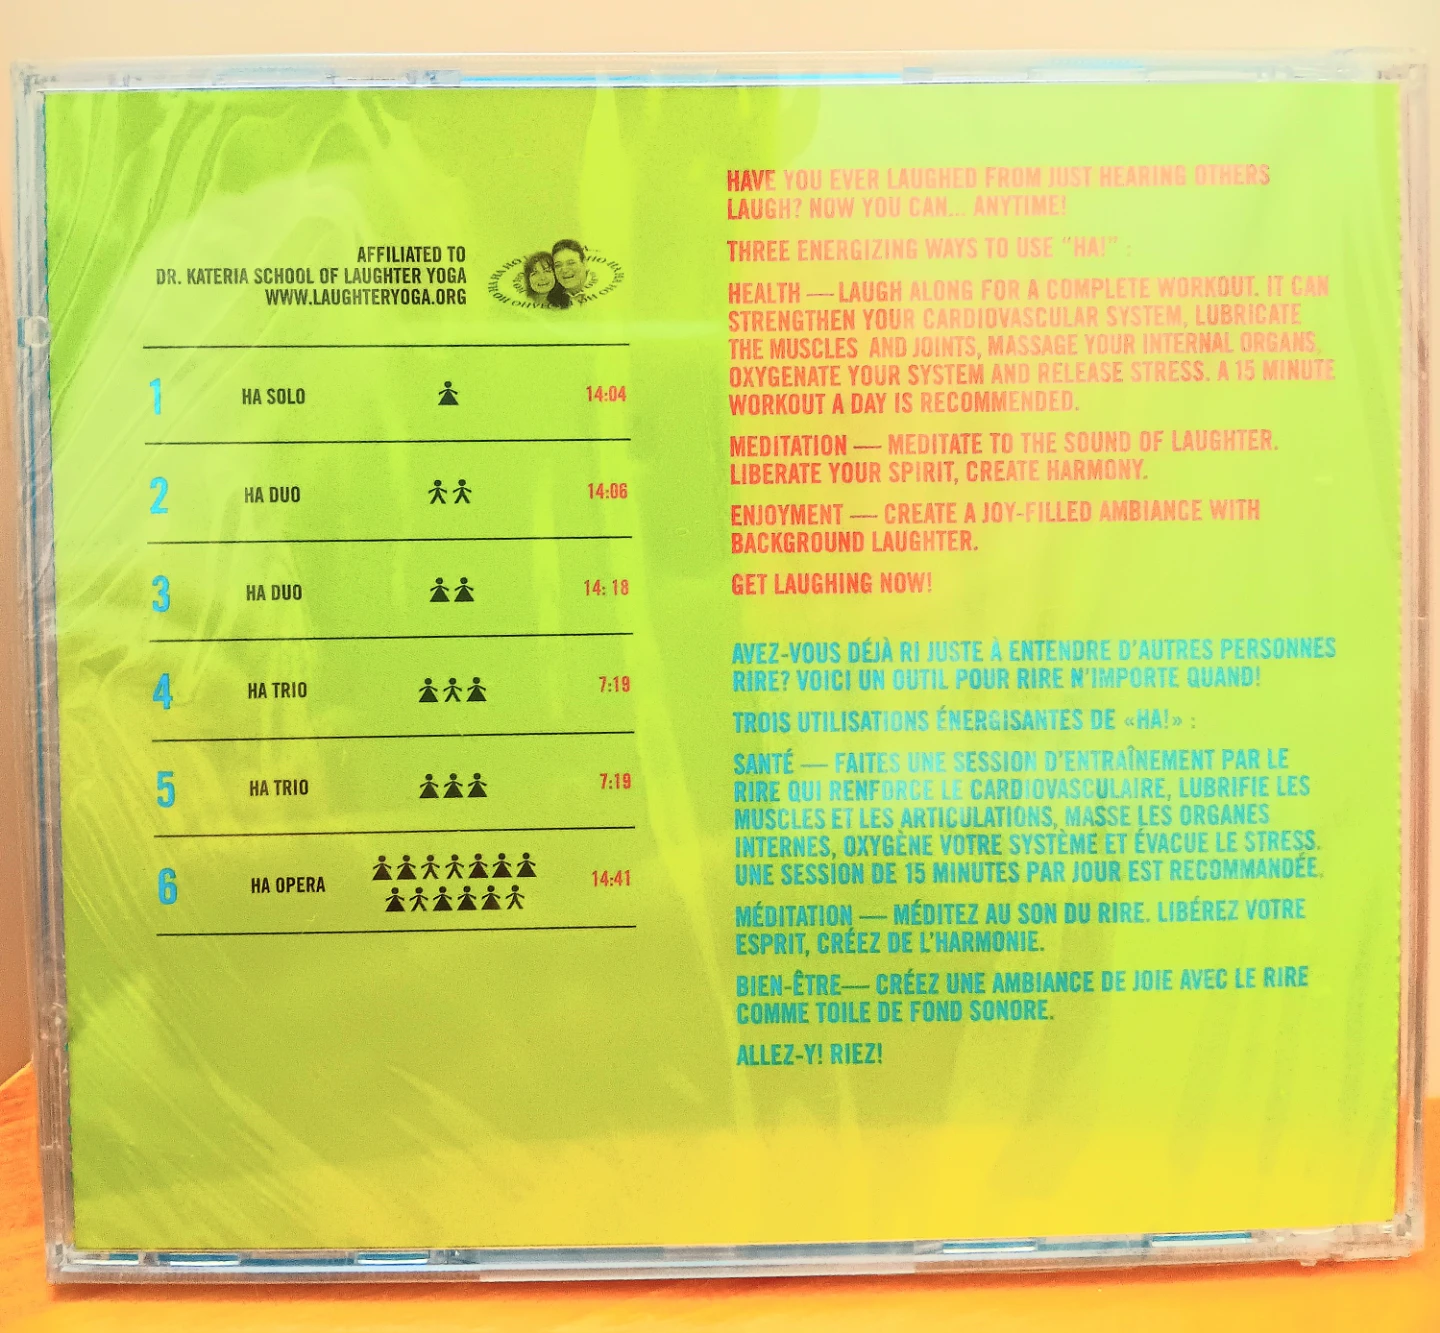 AFFILIATED TO
DR. KATERIA SCHOOL OF LAUGHTER YOGA
WWW.LAUGHTERYOGA.ORG
1 HA SOLO 14:04
2 HA DUO 14:06
3 HA DUO 14: 18
4 HA TRIO 7:19
5 HA TRIO 7:19
6 HA OPERA 14:41
HAVE YOU EVER LAUGHED FROM JUST HEARING OTHERS
LAUGH? NOW YOU CAN... ANYTIME!
THREE ENERGIZING WAYS TO USE "HA!" :
HEALTH — LAUGH ALONG FOR A COMPLETE WORKOUT. IT CAN
STRENGTHEN YOUR CARDIOVASCULAR SYSTEM, LUBRICATE
THE MUSCLES AND JOINTS, MASSAGE YOUR INTERNAL ORGANS,
OXYGENATE YOUR SYSTEM AND RELEASE STRESS. A 15 MINUTE
WORKOUT A DAY IS RECOMMENDED.
MEDITATION — MEDITATE TO THE SOUND OF LAUGHTER.
LIBERATE YOUR SPIRIT, CREATE HARMONY.
ENJOYMENT — CREATE A JOY-FILLED AMBIANCE WITH
BACKGROUND LAUGHTER.
GET LAUGHING NOW!
AVEZ-VOUS DÉJÀ RI JUSTE À ENTENDRE D'AUTRES PERSONNES
RIRE? VOICI UN OUTIL POUR RIRE N'IMPORTE QUAND!
TROIS UTILISATIONS ÉNERGISANTES DE «HA!» :
SANTÉ — FAITES UNE SESSION D'ENTRAÎNEMENT PAR LE
RIRE QUI RENFORCE LE CARDIOVASCULAIRE, LUBRIFIE LES
MUSCLES ET LES ARTICULATIONS, MASSE LES ORGANES
INTERNES, OXYGÈNE VOTRE SYSTÈME ET ÉVACUE LE STRESS.
UNE SESSION DE 15 MINUTES PAR JOUR EST RECOMMANDÉE.
MÉDITATION — MÉDITEZ AU SON DU RIRE. LIBÉREZ VOTRE
ESPRIT, CRÉEZ DE L'HARMONIE.
BIEN-ÊTRE— CRÉEZ UNE AMBIANCE DE JOIE AVEC LE RIRE
COMME TOILE DE FOND SONORE.
ALLEZ-Y! RIEZ!